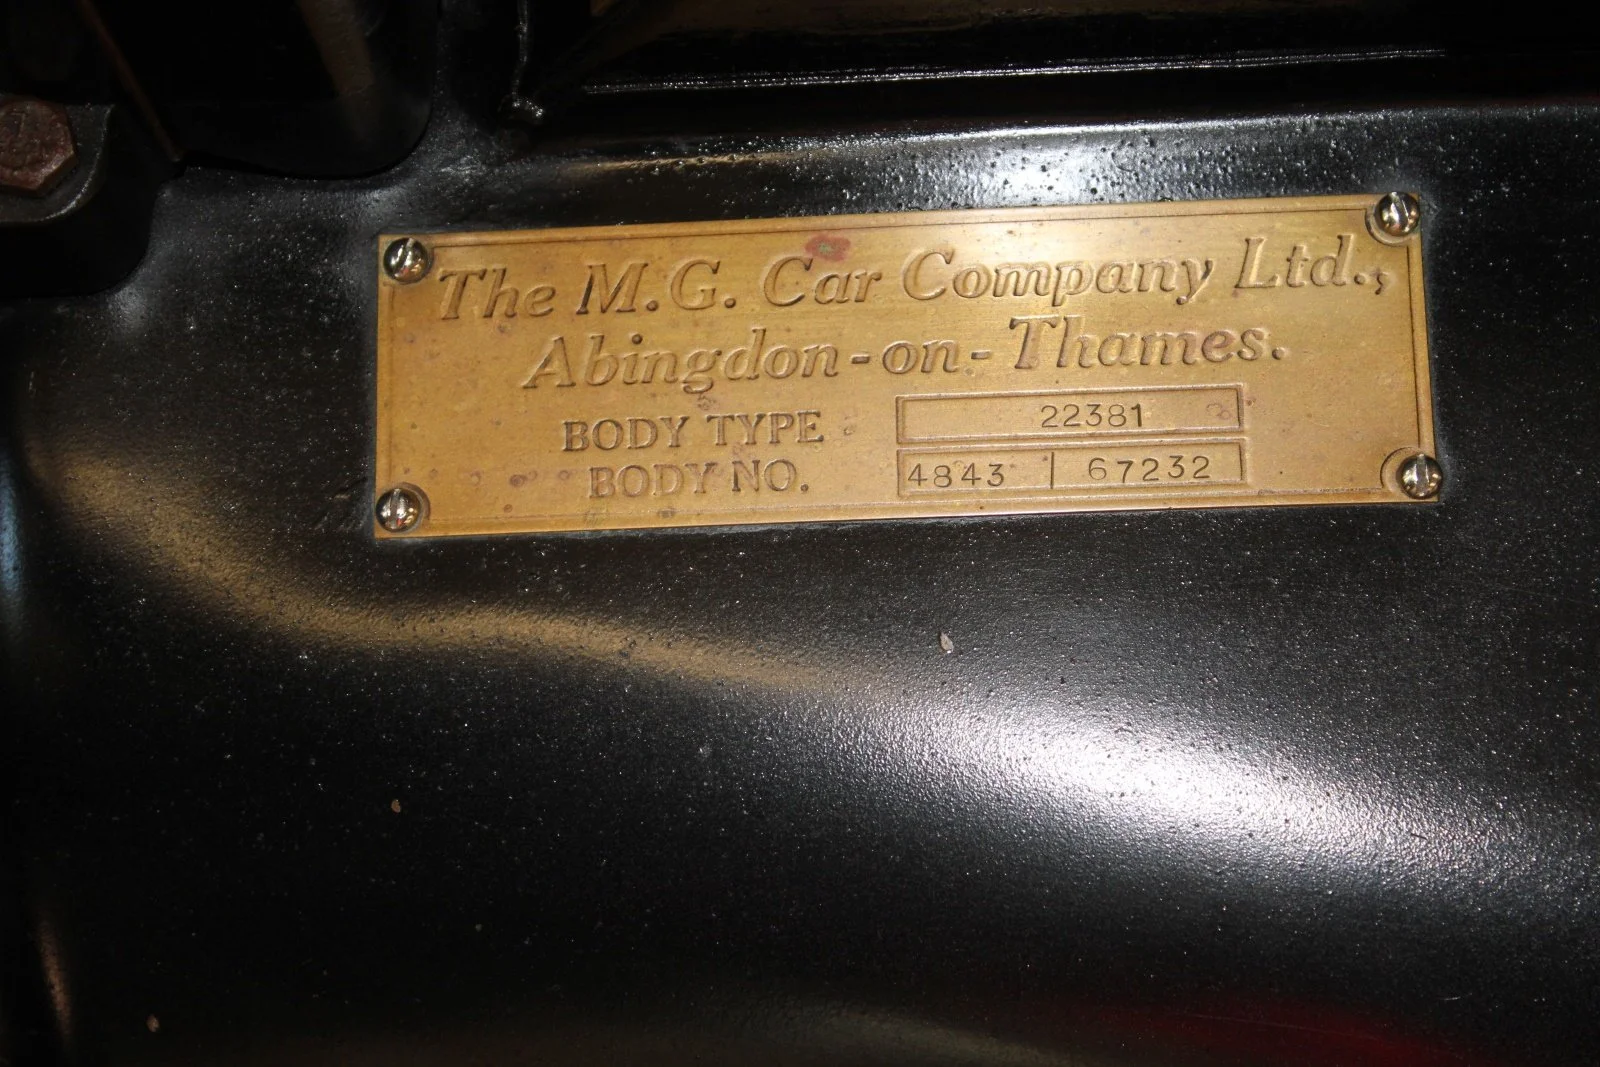 The M.G. Car Company Ltd.,
Abingdon-on-Thames.
BODY TYPE 22381
BODY NO. 4843 | 67232